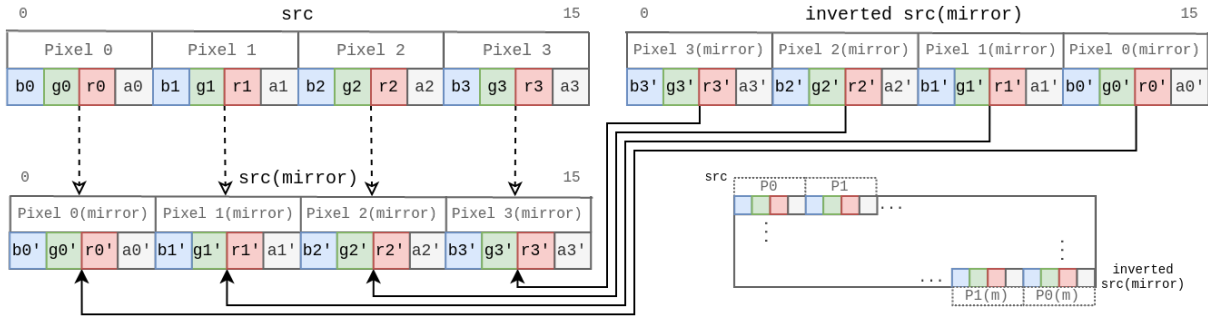 0 src 15
Pixel 0 Pixel 1 Pixel 2 Pixel 3
b0 g0 r0 a0 b1 g1 r1 a1 b2 g2 r2 a2 b3 g3 r3 a3
0 inverted src(mirror) 15
Pixel 3(mirror) Pixel 2(mirror) Pixel 1(mirror) Pixel 0(mirror)
b3' g3' r3' a3' b2' g2' r2' a2' b1' g1' r1' a1' b0' g0' r0' a0'
0 src(mirror) 15
Pixel 0(mirror) Pixel 1(mirror) Pixel 2(mirror) Pixel 3(mirror)
b0' g0' r0' a0' b1' g1' r1' a1' b2' g2' r2' a2' b3' g3' r3' a3'
src P0 P1
...
...
inverted
src(mirror)
P1(m) P0(m)